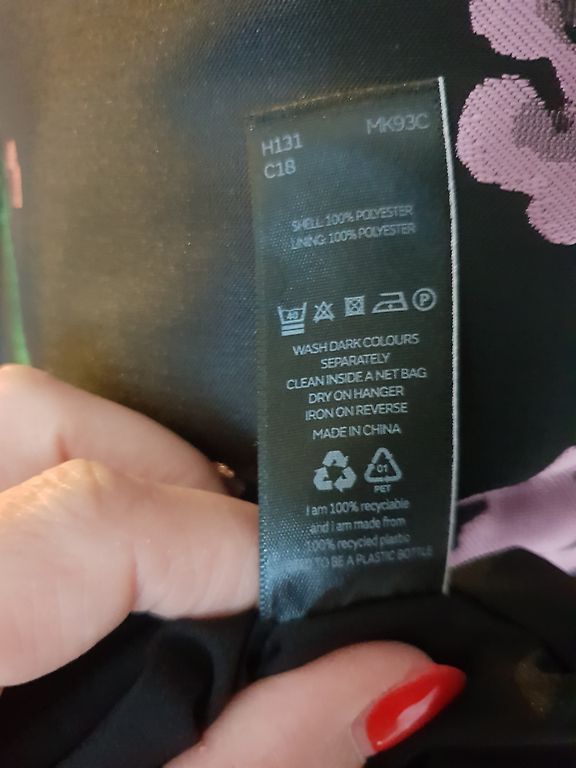 H131
MK93C
C18
SHELL: 100% POLYESTER
LINING: 100% POLYESTER
40
P
WASH DARK COLOURS
SEPARATELY
CLEAN INSIDE A NET BAG
DRY ON HANGER
IRON ON REVERSE
MADE IN CHINA
01
PET
I am 100% recyclable
and i am made from
100% recycled plastic
TO BE A PLASTIC BOTTLE